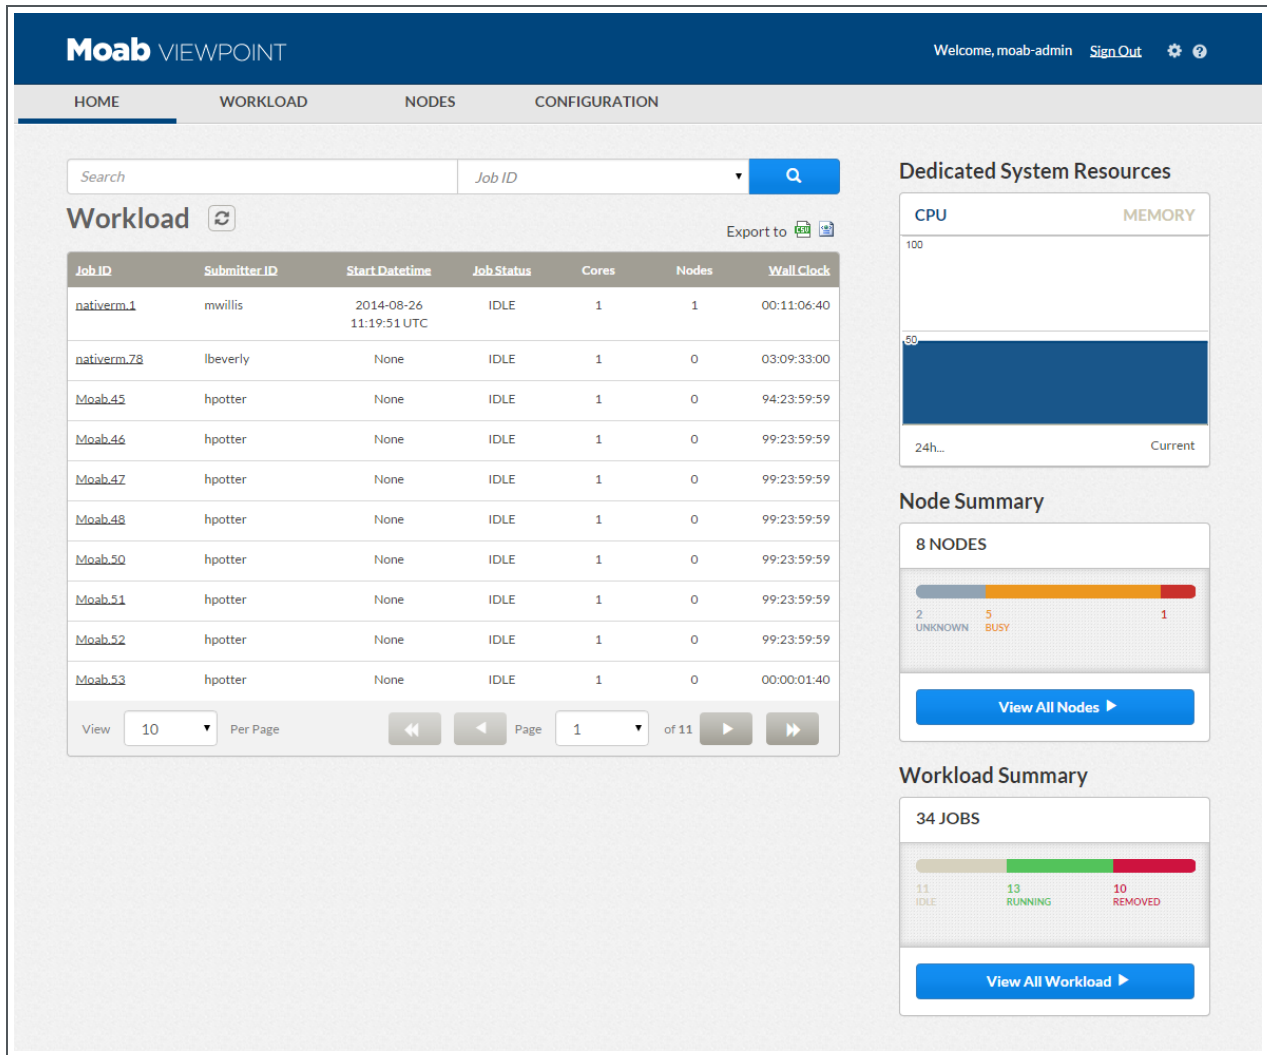 Moab VIEWPOINT
Welcome, moab-admin Sign Out
HOME WORKLOAD NODES CONFIGURATION
Search Job ID
Workload
Export to
Job ID Submitter ID Start Datetime Job Status Cores Nodes Wall Clock
nativerm.1 mwillis 2014-08-26 11:19:51 UTC IDLE 1 1 00:11:06:40
nativerm.78 lbeverly None IDLE 1 0 03:09:33:00
Moab.45 hpotter None IDLE 1 0 94:23:59:59
Moab.46 hpotter None IDLE 1 0 99:23:59:59
Moab.47 hpotter None IDLE 1 0 99:23:59:59
Moab.48 hpotter None IDLE 1 0 99:23:59:59
Moab.50 hpotter None IDLE 1 0 99:23:59:59
Moab.51 hpotter None IDLE 1 0 99:23:59:59
Moab.52 hpotter None IDLE 1 0 99:23:59:59
Moab.53 hpotter None IDLE 1 0 00:00:01:40
View 10 Per Page Page 1 of 11
Dedicated System Resources
CPU MEMORY
100
50
24h... Current
Node Summary
8 NODES
2 5 1
UNKNOWN BUSY
View All Nodes
Workload Summary
34 JOBS
11 13 10
IDLE RUNNING REMOVED
View All Workload